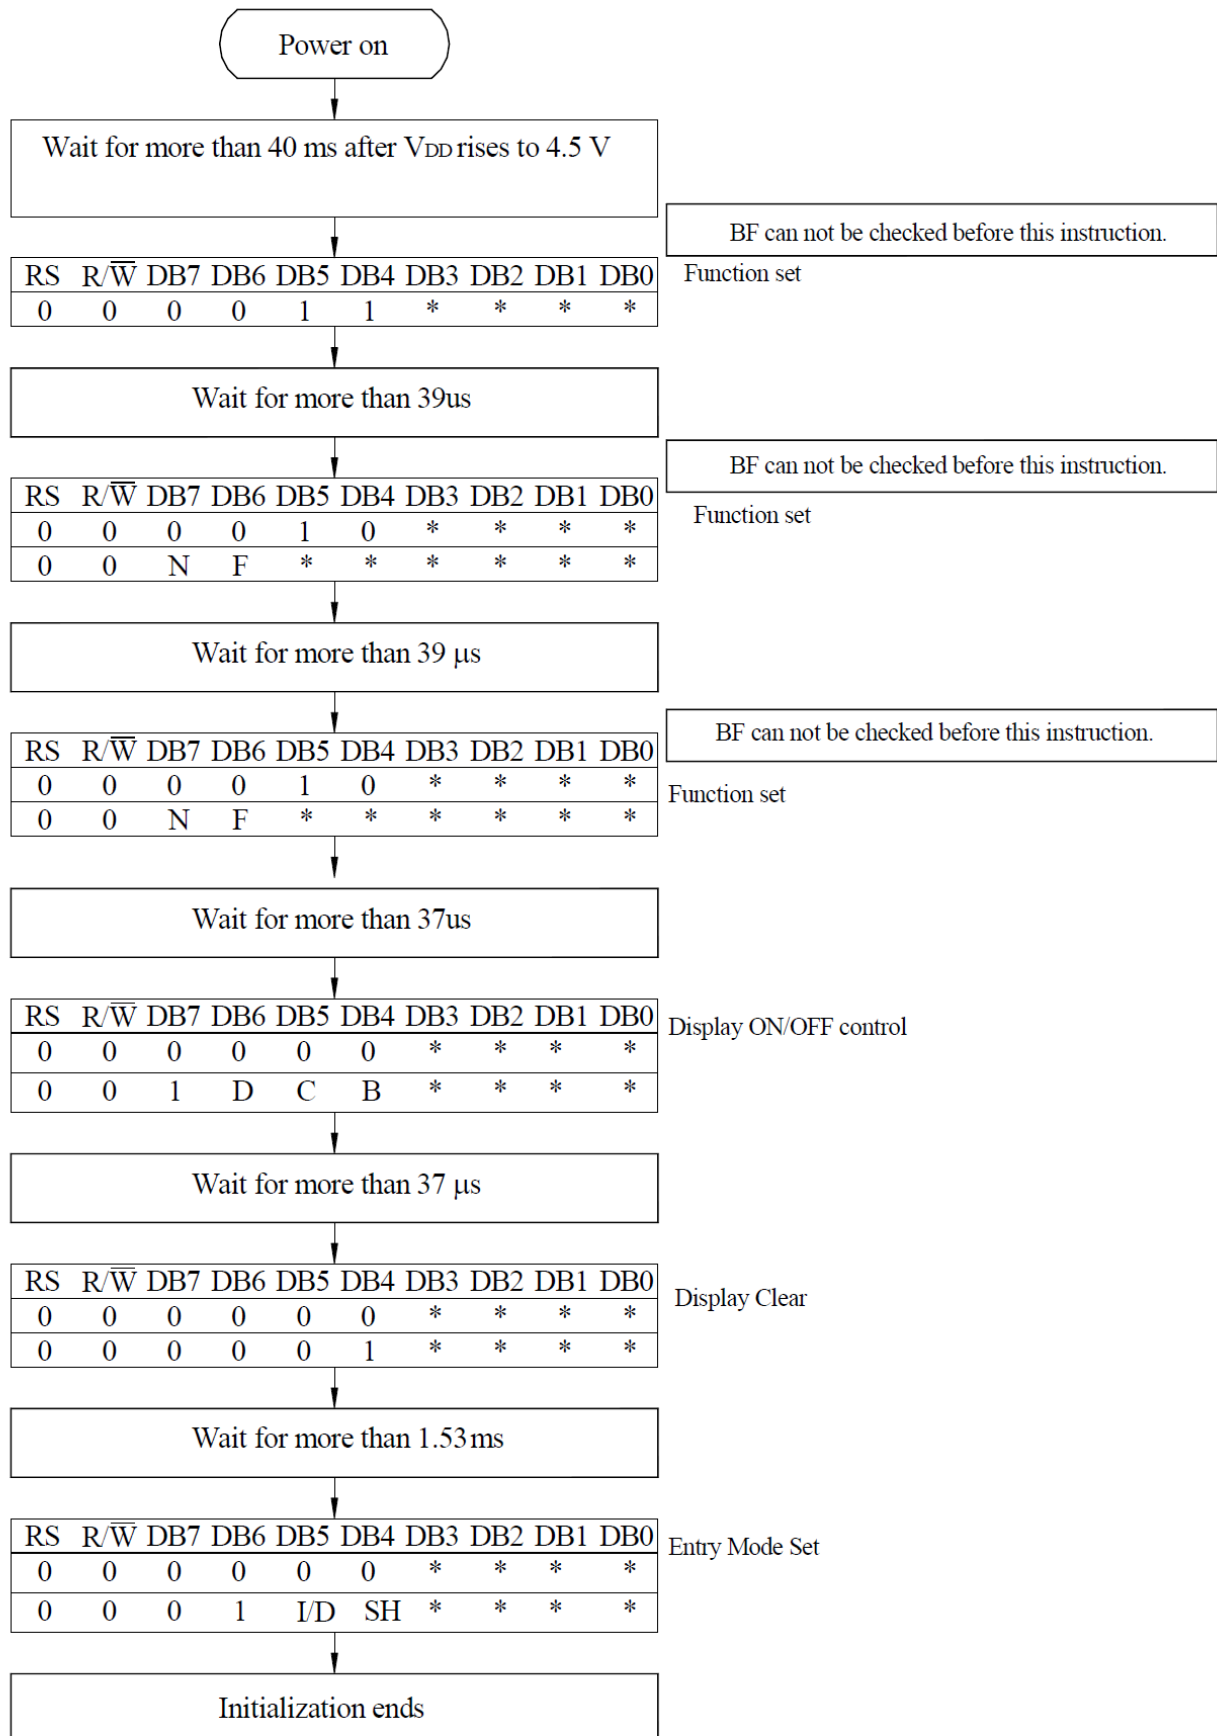 Power on
Wait for more than 40 ms after VDD rises to 4.5 V
BF can not be checked before this instruction.
RS R/W̅ DB7 DB6 DB5 DB4 DB3 DB2 DB1 DB0
Function set
0 0 0 0 1 1 * * * *
Wait for more than 39us
BF can not be checked before this instruction.
RS R/W̅ DB7 DB6 DB5 DB4 DB3 DB2 DB1 DB0
Function set
0 0 0 0 1 0 * * * *
0 0 N F * * * * * *
Wait for more than 39 μs
BF can not be checked before this instruction.
RS R/W̅ DB7 DB6 DB5 DB4 DB3 DB2 DB1 DB0
0 0 0 0 1 0 * * * *
Function set
0 0 N F * * * * * *
Wait for more than 37us
RS R/W̅ DB7 DB6 DB5 DB4 DB3 DB2 DB1 DB0
Display ON/OFF control
0 0 0 0 0 0 * * * *
0 0 1 D C B * * * *
Wait for more than 37 μs
RS R/W̅ DB7 DB6 DB5 DB4 DB3 DB2 DB1 DB0
Display Clear
0 0 0 0 0 0 * * * *
0 0 0 0 0 1 * * * *
Wait for more than 1.53ms
RS R/W̅ DB7 DB6 DB5 DB4 DB3 DB2 DB1 DB0
Entry Mode Set
0 0 0 0 0 0 * * * *
0 0 0 1 I/D SH * * * *
Initialization ends